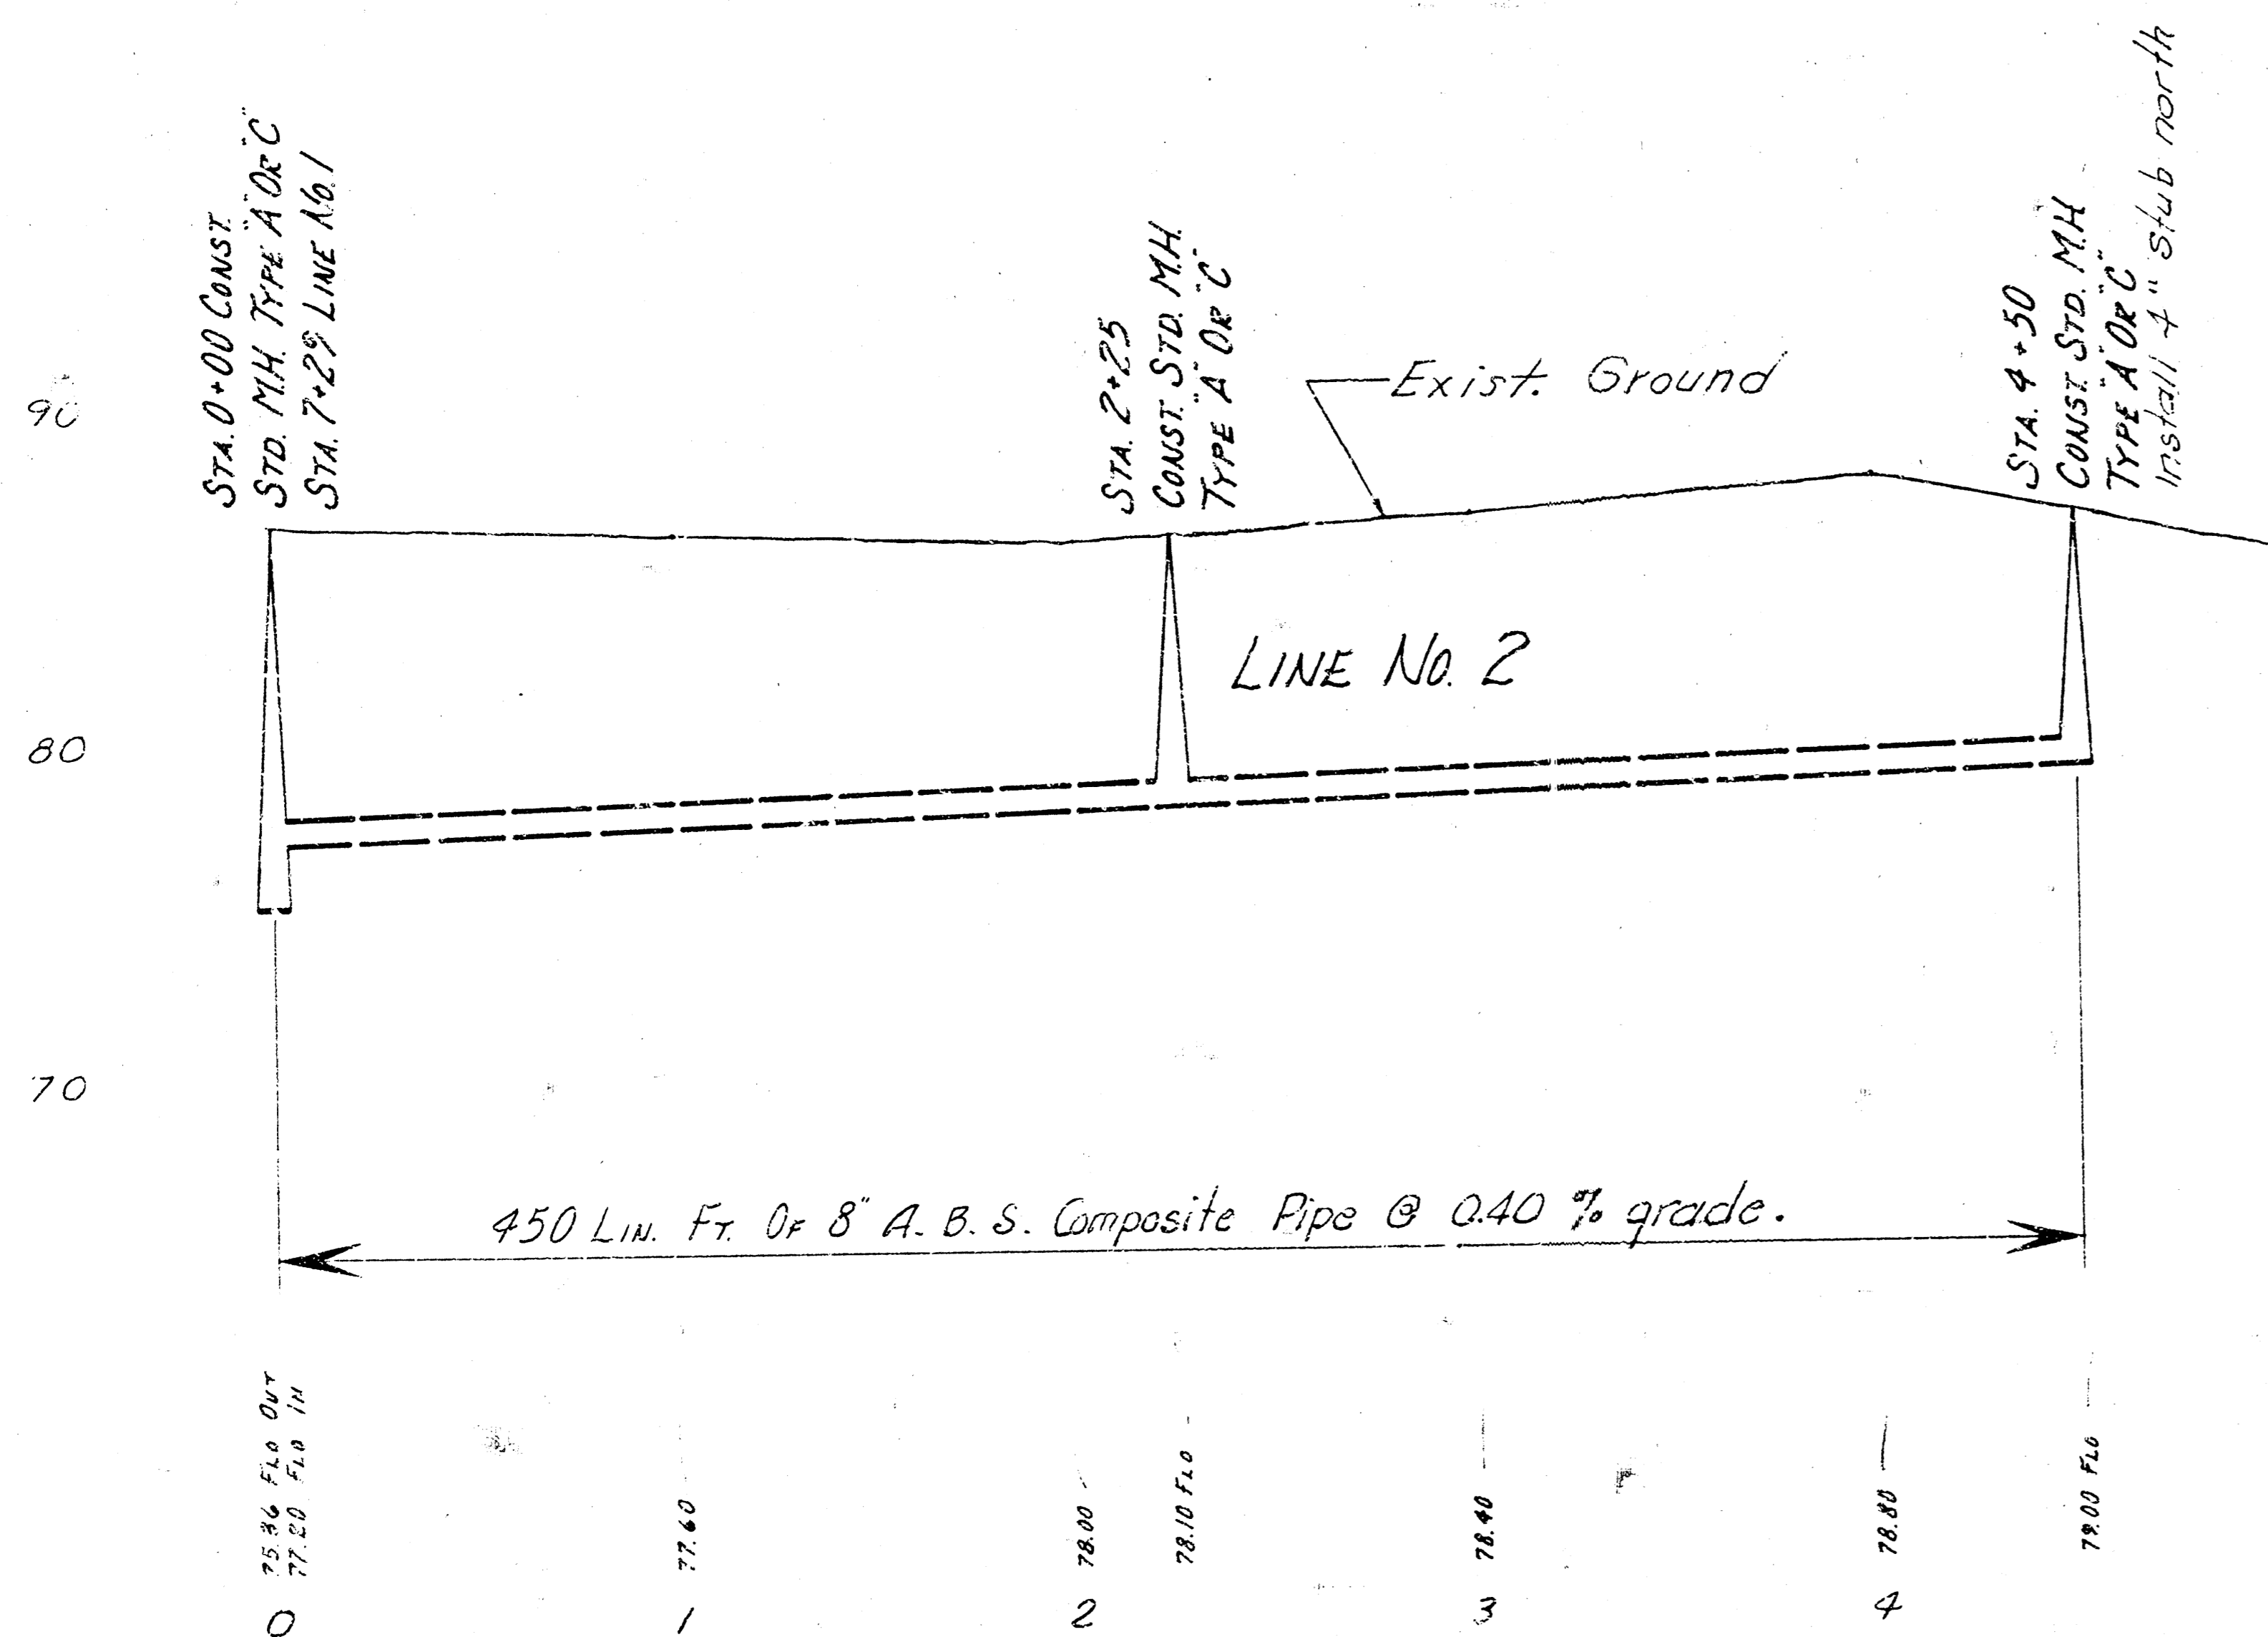 STA. 0+00 CONST.
STD. M.H. TYPE "A" OR "C"
STA. 7+29 LINE NO. 1
STA. 2+25
CONST. STD. M.H.
TYPE "A" OR "C"
STA. 4+50
CONST. STD. M.H
TYPE "A" OR "C"
Install 4" stub north
90
Exist. Ground
LINE NO. 2
80
70
450 LIN. FT. OF 8" A.B.S. Composite Pipe @ 0.40 % grade.
75.36 FLO OUT
77.20 FLO IN
77.60
78.00
78.10 FLO
78.40
78.80
79.00 FLO
0 1 2 3 4